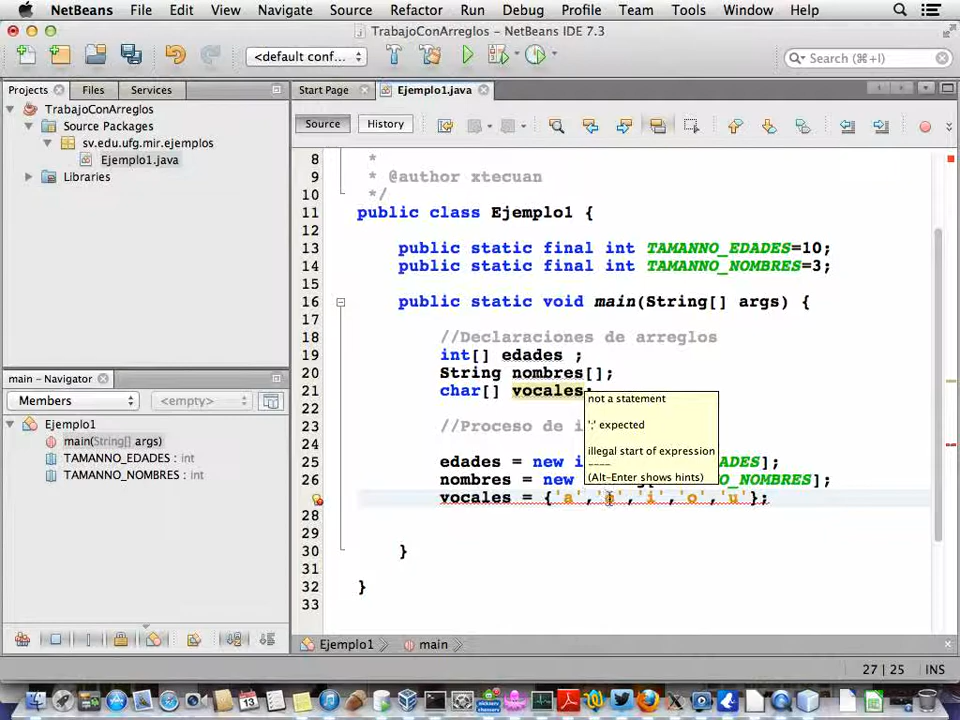 NetBeans File Edit View Navigate Source Refactor Run Debug Profile Team Tools Window Help
TrabajoConArreglos - NetBeans IDE 7.3
<default conf...
Search (⌘+I)
Projects Files Services
Start Page Ejemplo1.java
TrabajoConArreglos
Source Packages
sv.edu.ufg.mir.ejemplos
Ejemplo1.java
Libraries
Source History
8 *
9 * @author xtecuan
10 */
11 public class Ejemplo1 {
12
13 public static final int TAMANNO_EDADES=10;
14 public static final int TAMANNO_NOMBRES=3;
15
16 public static void main(String[] args) {
17
18 //Declaraciones de arreglos
19 int[] edades ;
20 String nombres[];
21 char[] vocales;
22
23 //Proceso de i
24
25 edades = new i ADES];
26 nombres = new O_NOMBRES];
vocales = {'a',' ','i','o','u'};
28
29
30 }
31
32 }
33
not a statement
';' expected
illegal start of expression
----
(Alt-Enter shows hints)
main - Navigator
Members <empty>
Ejemplo1
main(String[] args)
TAMANNO_EDADES : int
TAMANNO_NOMBRES : int
Ejemplo1 main
27 | 25 INS